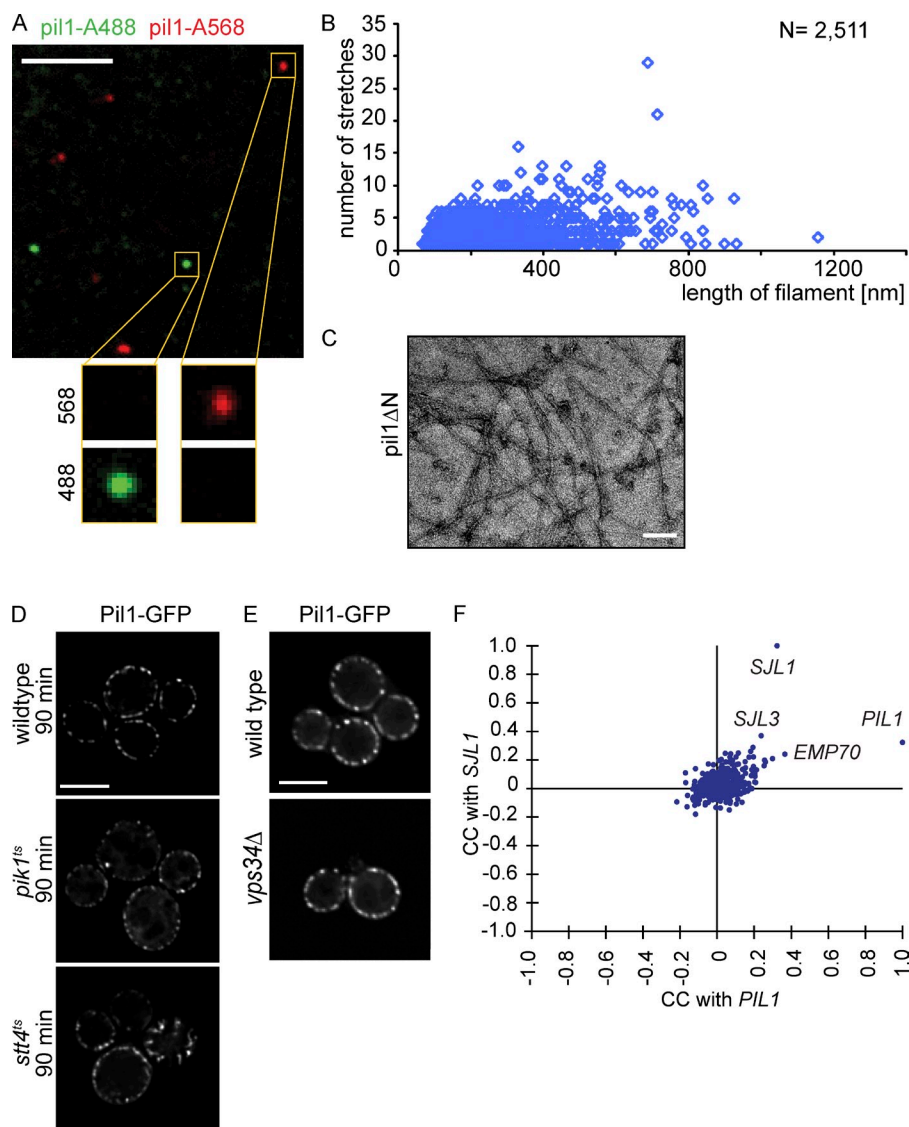 A
pil1-A488 pil1-A568
568
488
B
N= 2,511
number of stretches
35
30
25
20
15
10
5
0
0
400
800
1200
length of filament [nm]
C
pil1ΔN
D
Pil1-GFP
wildtype
90 min
pik1ts
90 min
stt4ts
90 min
E
Pil1-GFP
wild type
vps34Δ
F
CC with SJL1
1.0
0.8
0.6
0.4
0.2
0
-0.2
-0.4
-0.6
-0.8
-1.0
SJL1
SJL3
PIL1
EMP70
-1.0
-0.8
-0.6
-0.4
-0.2
0
0.2
0.4
0.6
0.8
1.0
CC with PIL1